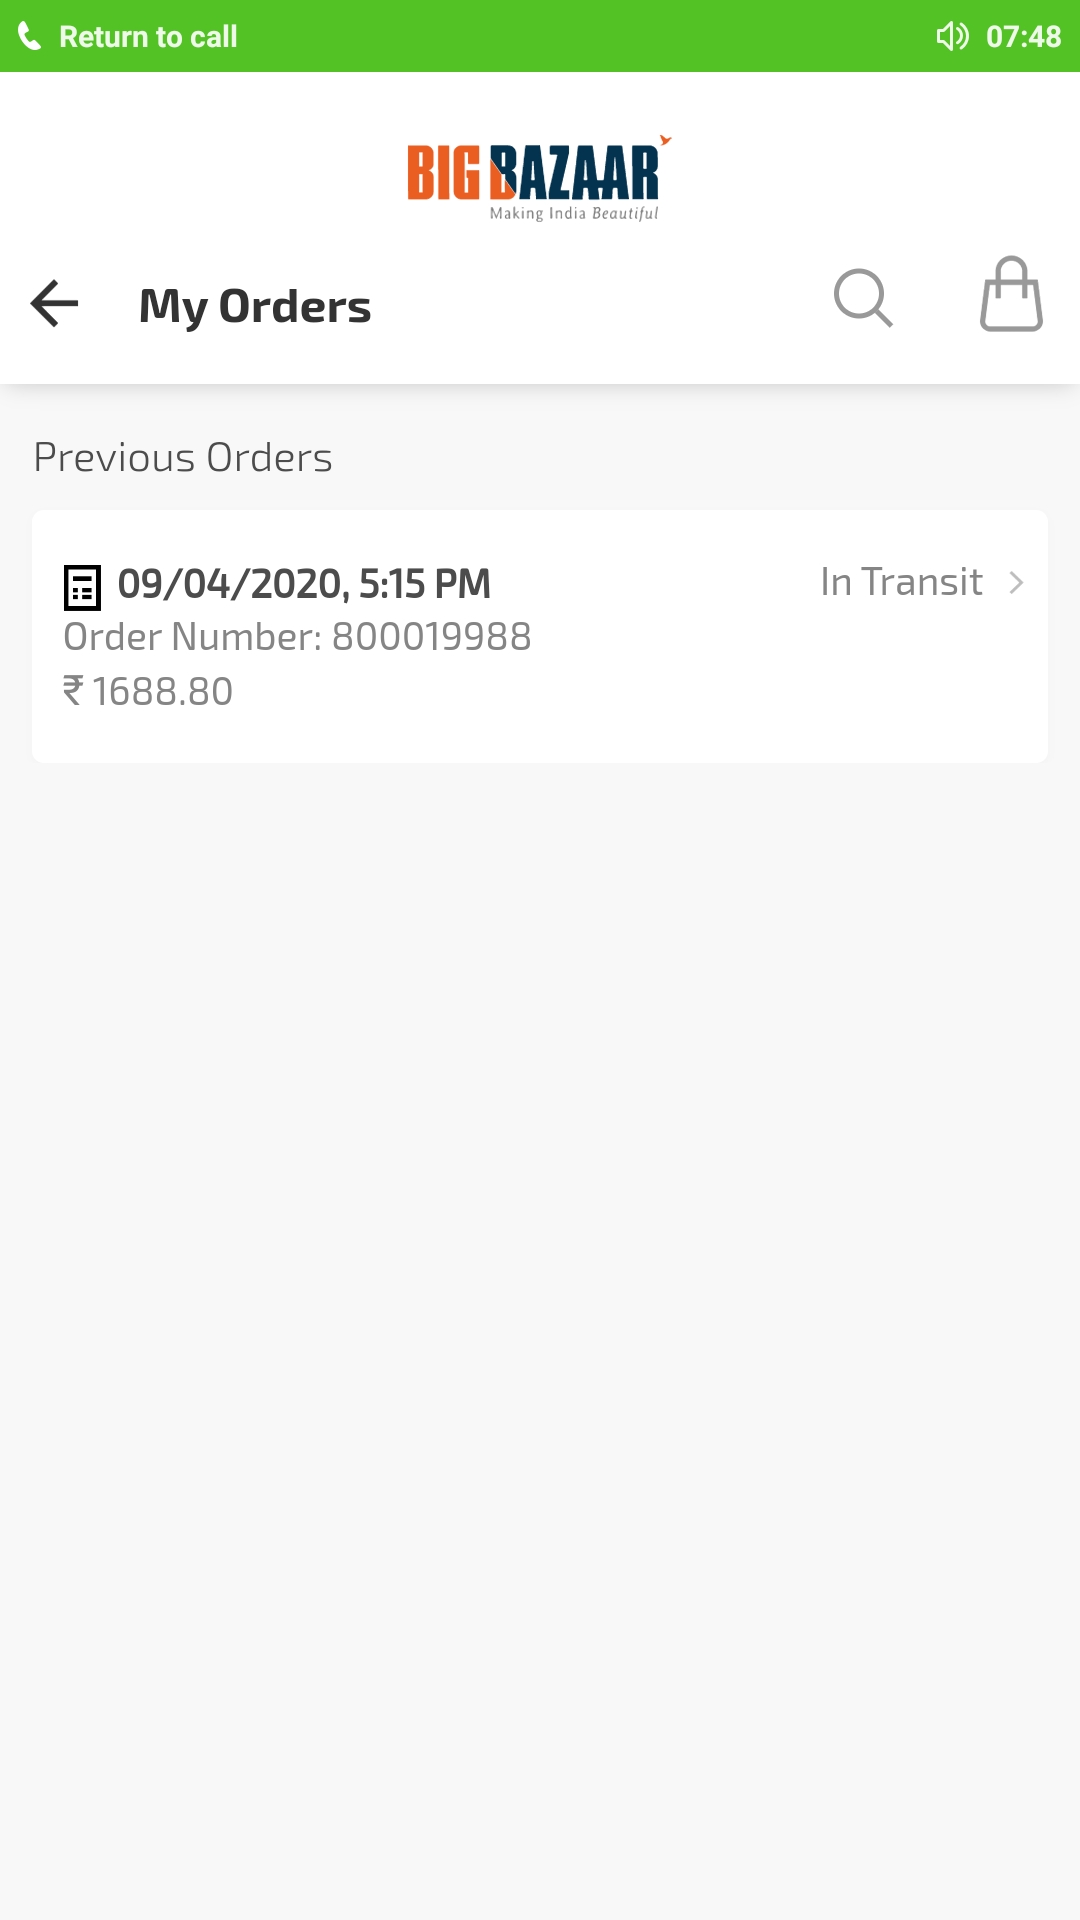 Return to call 07:48
BIG BAZAAR
Making India Beautiful
My Orders
Previous Orders
09/04/2020, 5:15 PM In Transit
Order Number: 800019988
₹ 1688.80